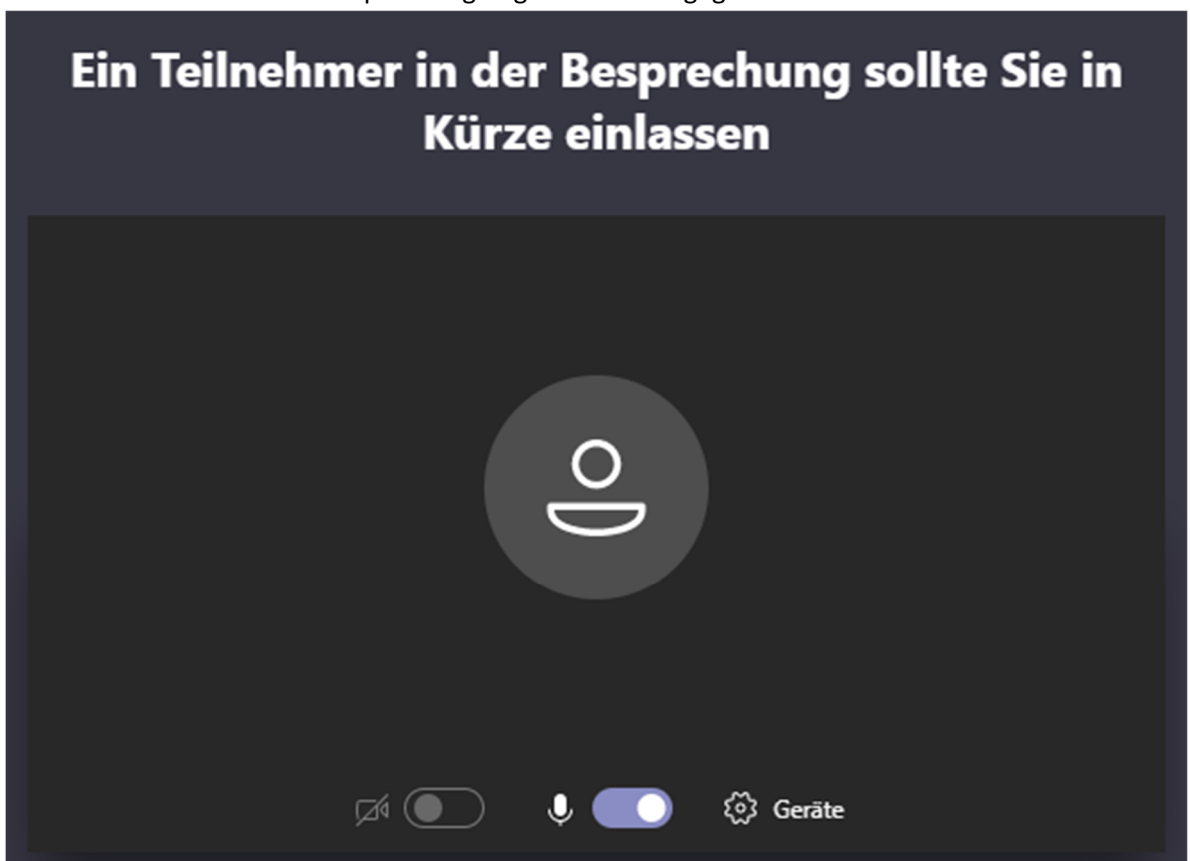 Ein Teilnehmer in der Besprechung sollte Sie in
Kürze einlassen
Geräte